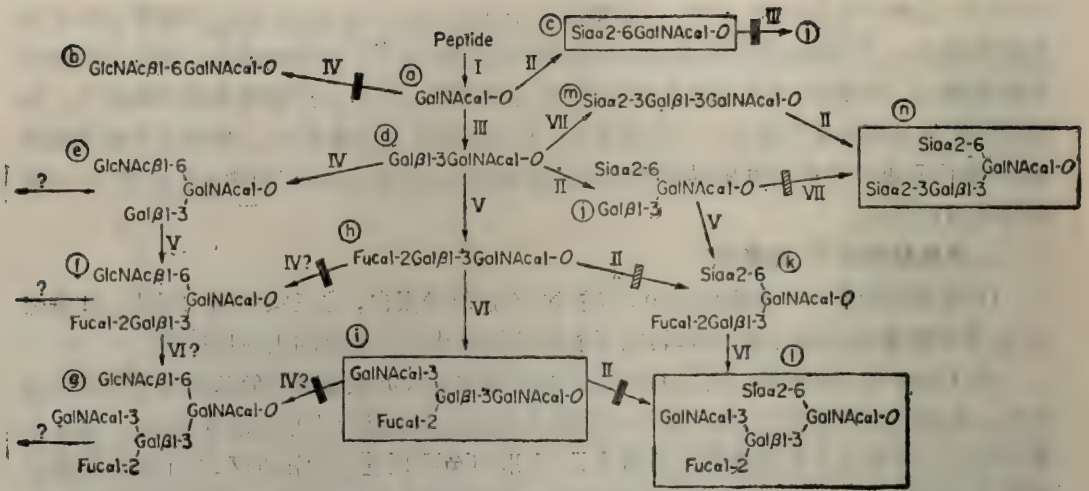 Peptide
I
ⓐ GalNAcα1-O
II
ⓒ Siaα2-6GalNAcα1-O
III
ⓙ
IV
ⓑ GlcNAcβ1-6GalNAcα1-O
III
ⓓ Galβ1-3GalNAcα1-O
VII
ⓜ Siaα2-3Galβ1-3GalNAcα1-O
II
ⓝ
Siaα2-6
GalNAcα1-O
Siaα2-3Galβ1-3
IV
ⓔ
GlcNAcβ1-6
GalNAcα1-O
Galβ1-3
?
II
Siaα2-6
GalNAcα1-O
ⓙ Galβ1-3
VII
V
V
V
ⓕ
GlcNAcβ1-6
GalNAcα1-O
Fucα1-2Galβ1-3
?
IV?
ⓗ
Fucα1-2Galβ1-3GalNAcα1-O
II
ⓚ
Siaα2-6
GalNAcα1-O
Fucα1-2Galβ1-3
VI?
VI
VI
ⓖ
GlcNAcβ1-6
GalNAcα1-O
GalNAcα1-3
Galβ1-3
Fucα1-2
?
IV?
ⓘ
GalNAcα1-3
Galβ1-3GalNAcα1-O
Fucα1-2
II
ⓛ
Siaα2-6
GalNAcα1-3
GalNAcα1-O
Galβ1-3
Fucα1-2